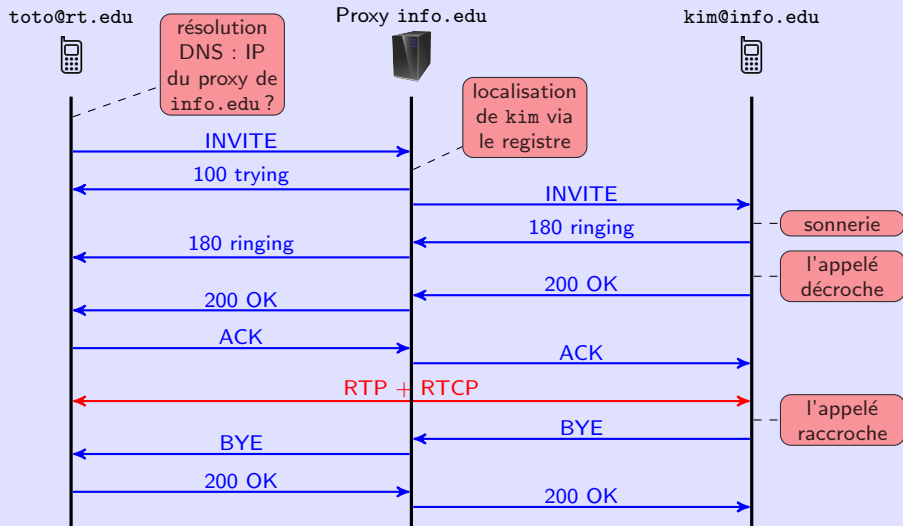 toto@rt.edu
Proxy info.edu
kim@info.edu
résolution
DNS : IP
du proxy de
info.edu ?
localisation
de kim via
le registre
INVITE
100 trying
INVITE
180 ringing
sonnerie
180 ringing
l'appelé
décroche
200 OK
200 OK
ACK
ACK
RTP + RTCP
l'appelé
raccroche
BYE
BYE
200 OK
200 OK